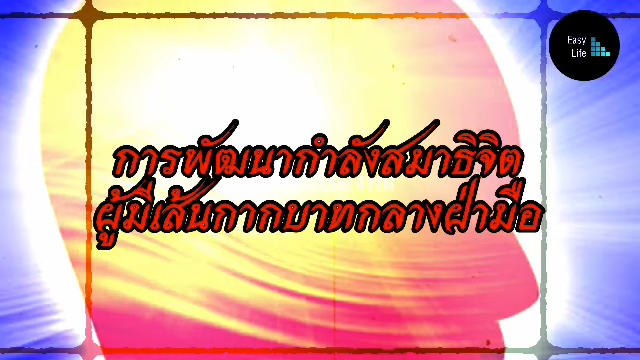 Easy
Life
การพัฒนากำลังสมาธิจิต
ผู้มีเส้นกากบาทกลางฝ่ามือ